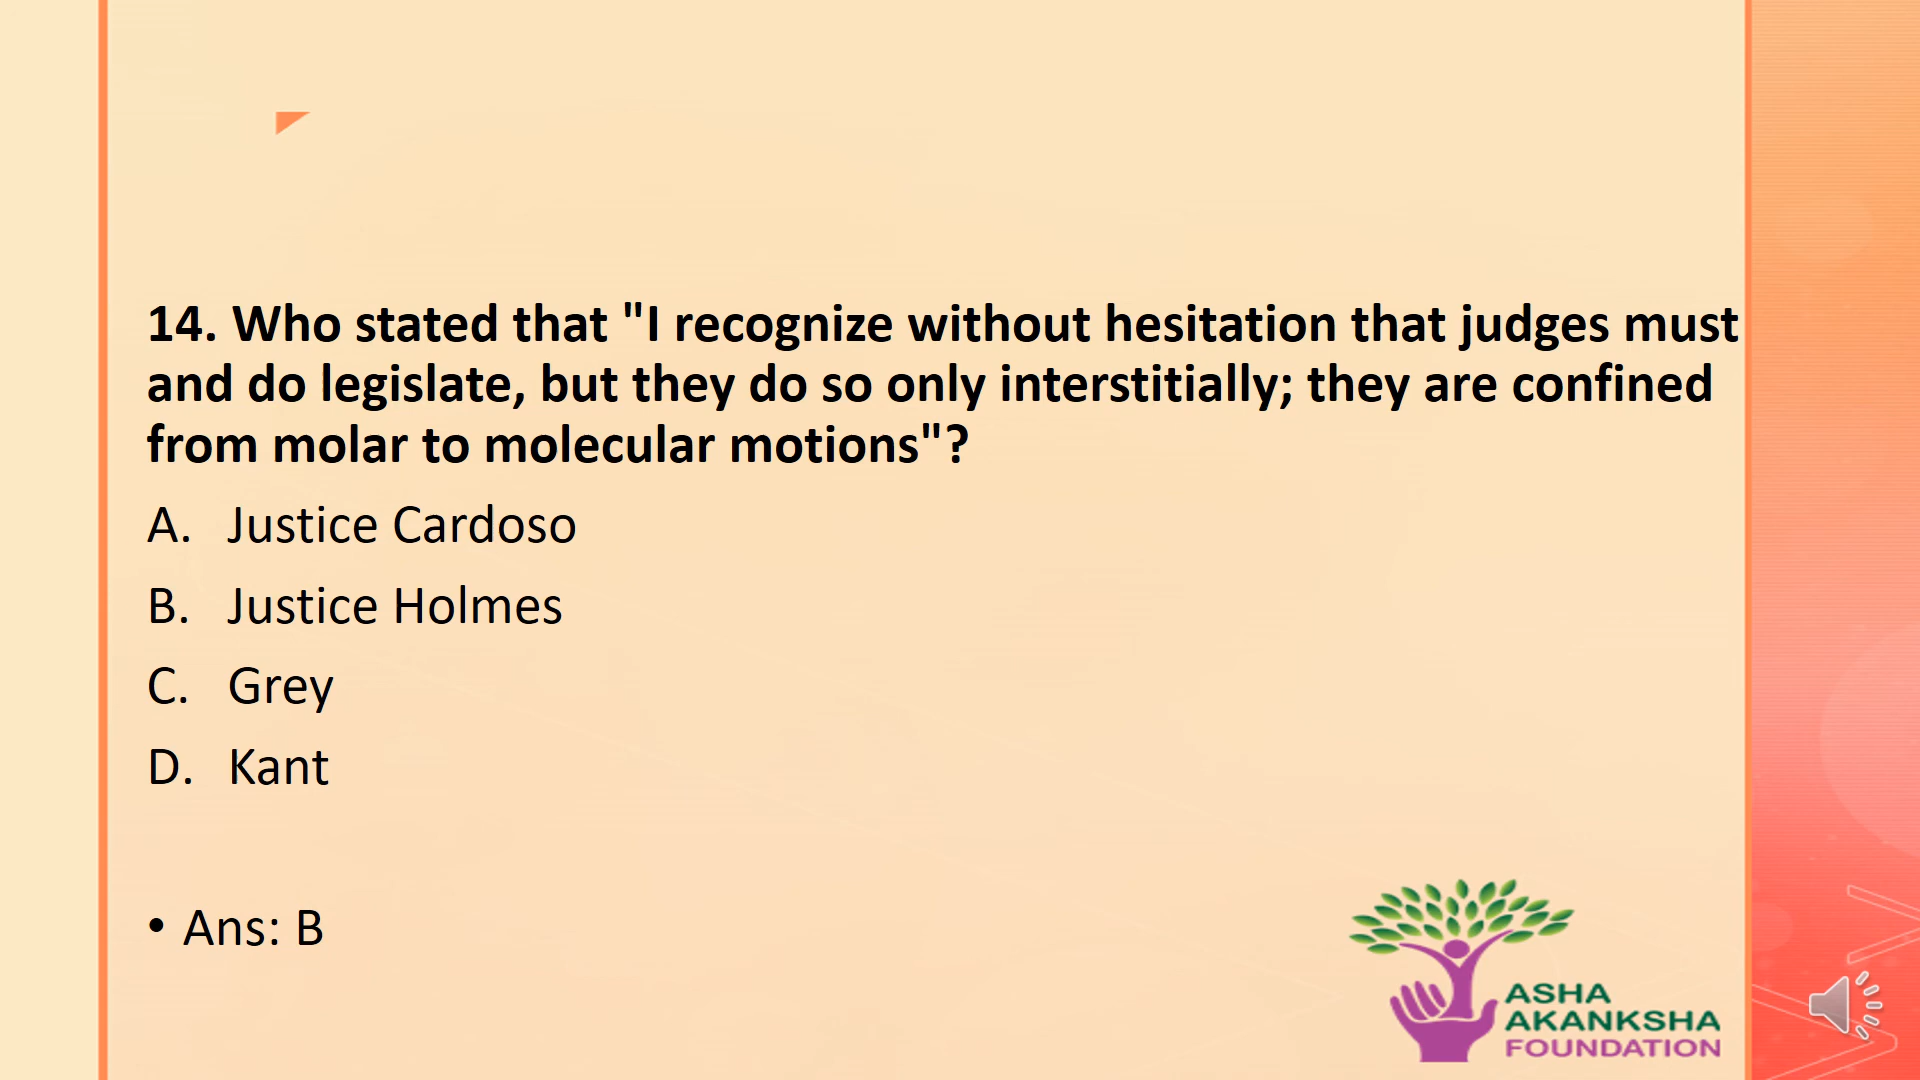 14. Who stated that "I recognize without hesitation that judges must
and do legislate, but they do so only interstitially; they are confined
from molar to molecular motions"?
A. Justice Cardoso
B. Justice Holmes
C. Grey
D. Kant
• Ans: B
ASHA
AKANKSHA
FOUNDATION